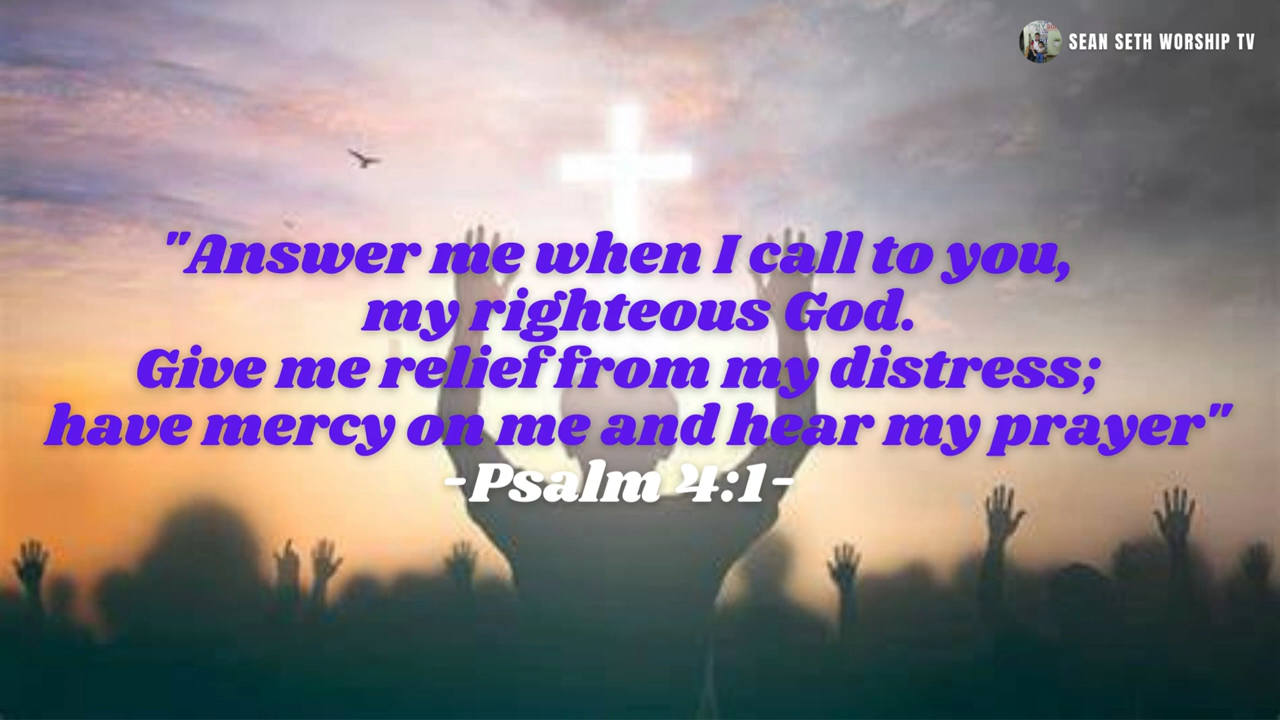 SEAN SETH WORSHIP TV
"Answer me when I call to you,
my righteous God.
Give me relief from my distress;
have mercy on me and hear my prayer"
-Psalm 4:1-